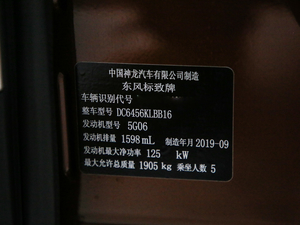 中国神龙汽车有限公司制造
东风标致牌
车辆识别代号
整车型号 DC6456KLBB16
发动机型号 5G06
发动机排量 1598 mL 制造年月 2019-09
发动机最大净功率 125 kW
最大允许总质量 1905 kg 乘坐人数 5